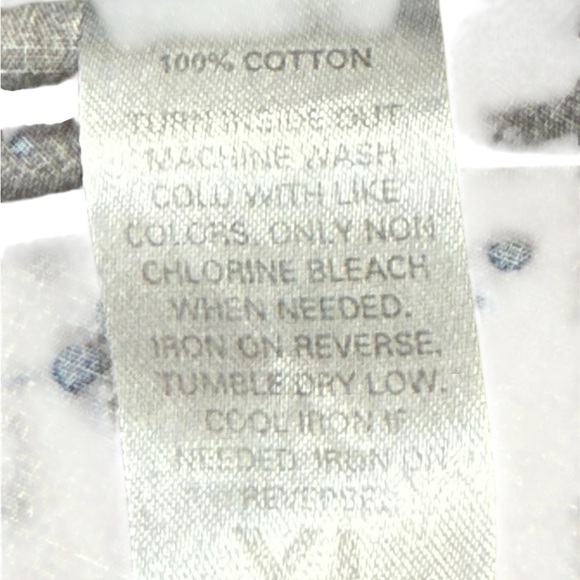 100% COTTON
TURN INSIDE OUT
MACHINE WASH
COLD WITH LIKE
COLORS. ONLY NON
CHLORINE BLEACH
WHEN NEEDED.
IRON ON REVERSE.
TUMBLE DRY LOW.
COOL IRON IF
NEEDED. IRON ON
REVERSE.